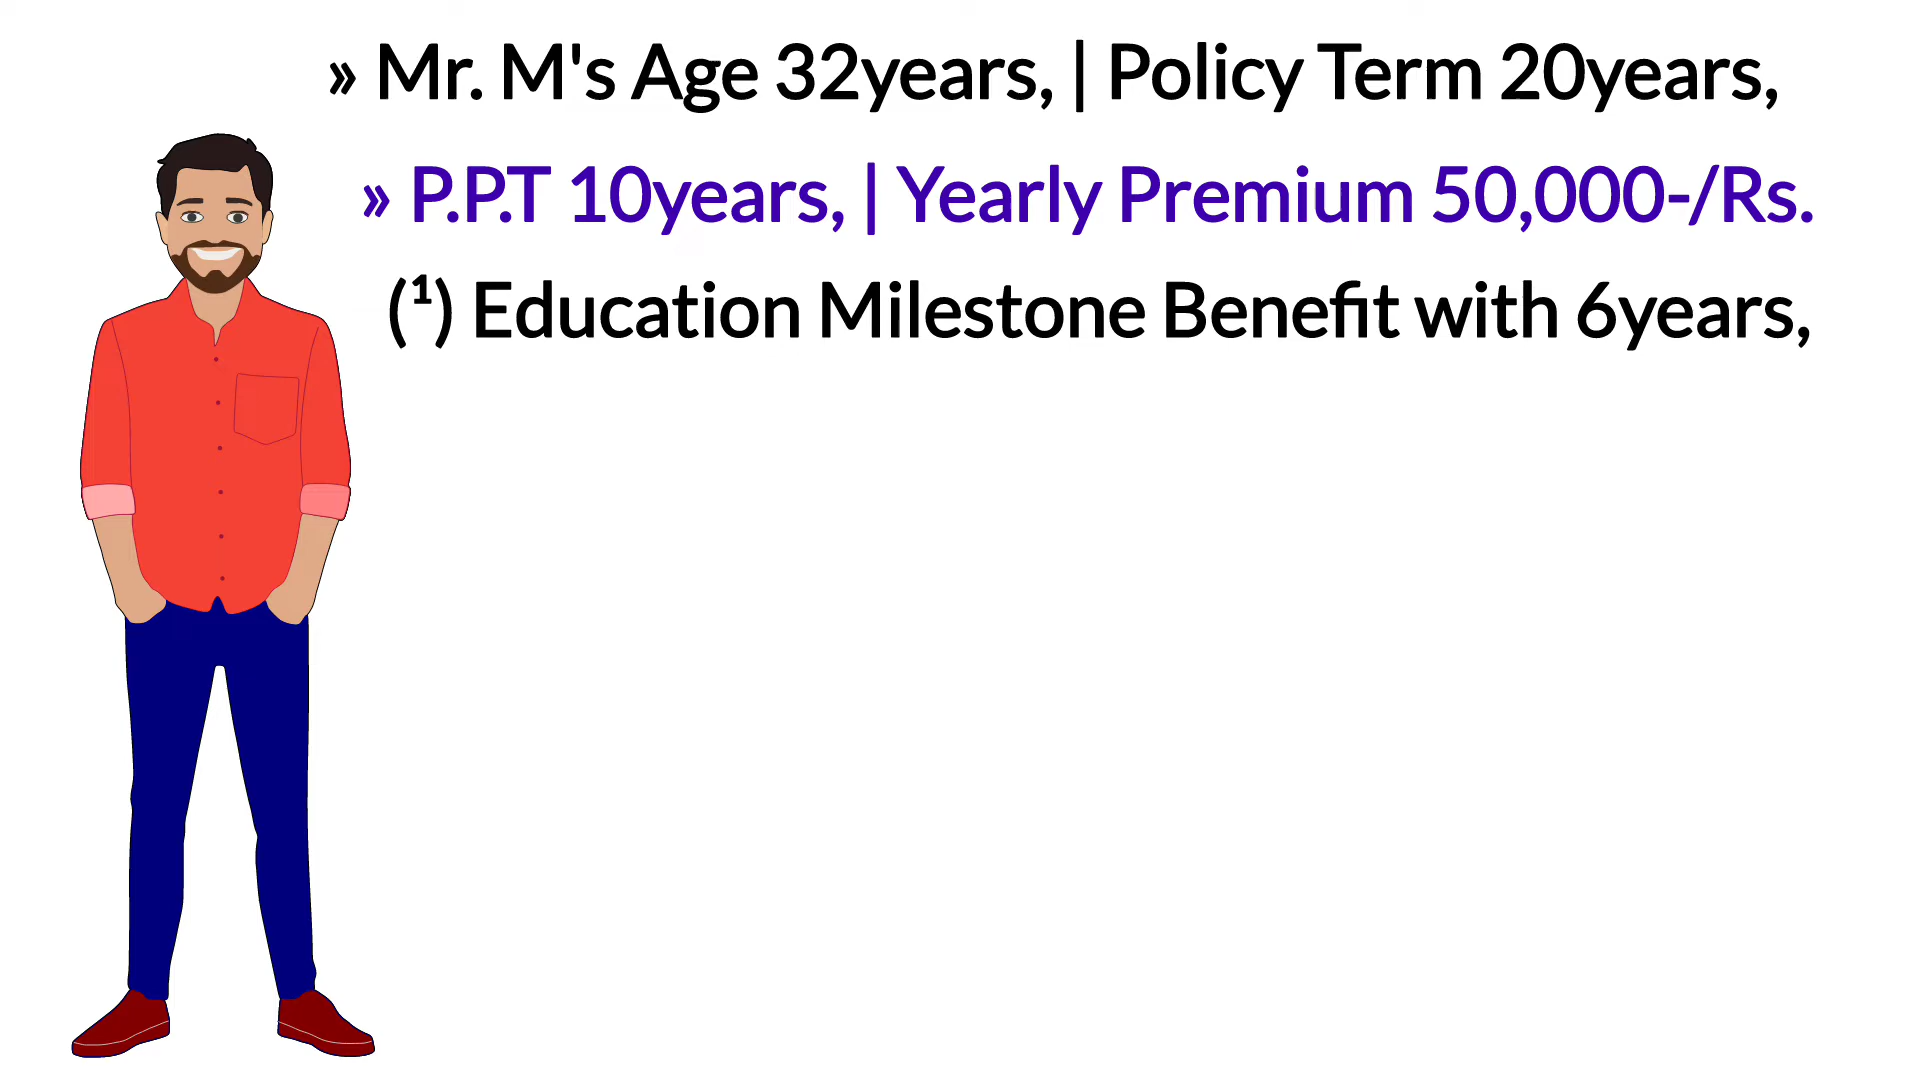 » Mr. M's Age 32years, | Policy Term 20years,
» P.P.T 10years, | Yearly Premium 50,000-/Rs.
(¹) Education Milestone Benefit with 6years,